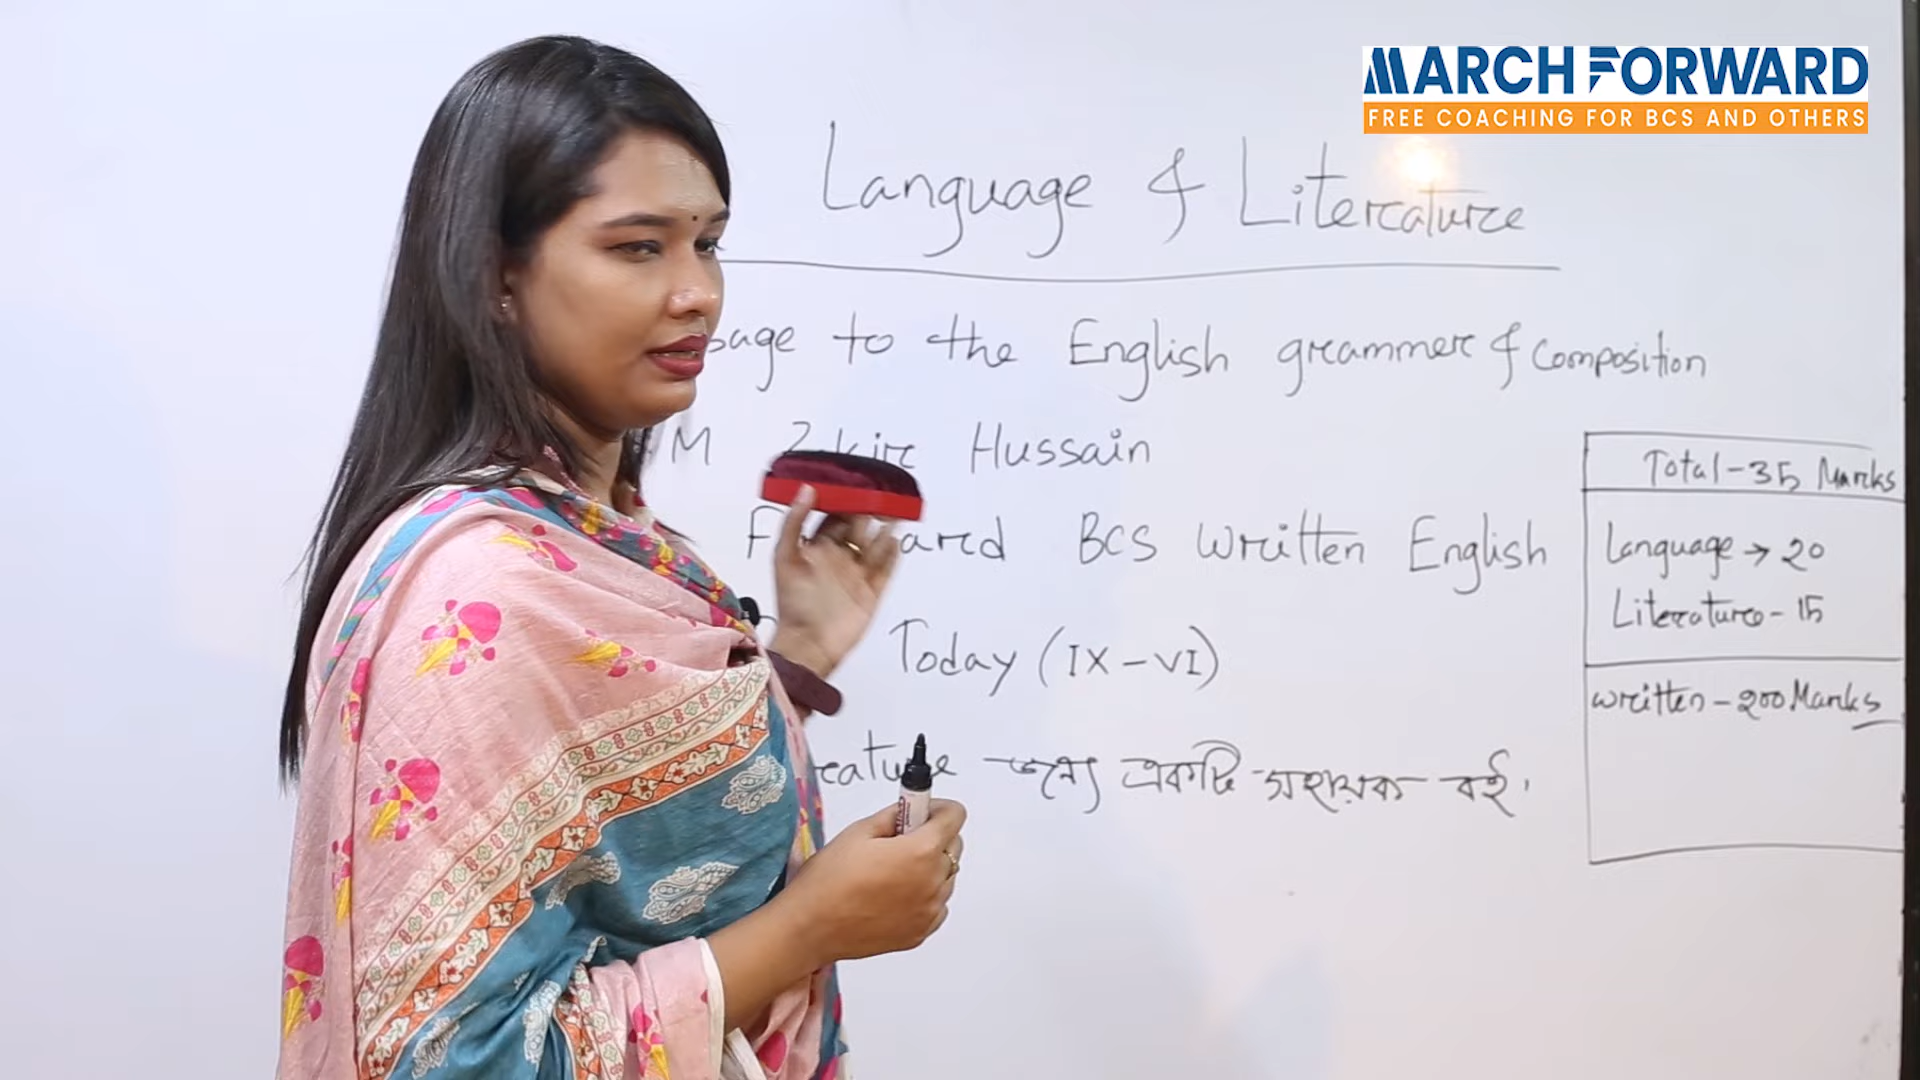 MARCH FORWARD
FREE COACHING FOR BCS AND OTHERS
Language & Literature
to the English grammer & composition
M Hussain
BCS written English
Today (IX-VI)
জন্যে একটি সহায়ক বই।
Total-35 Marks
Language → 20
Literature - 15
written - 200 Marks